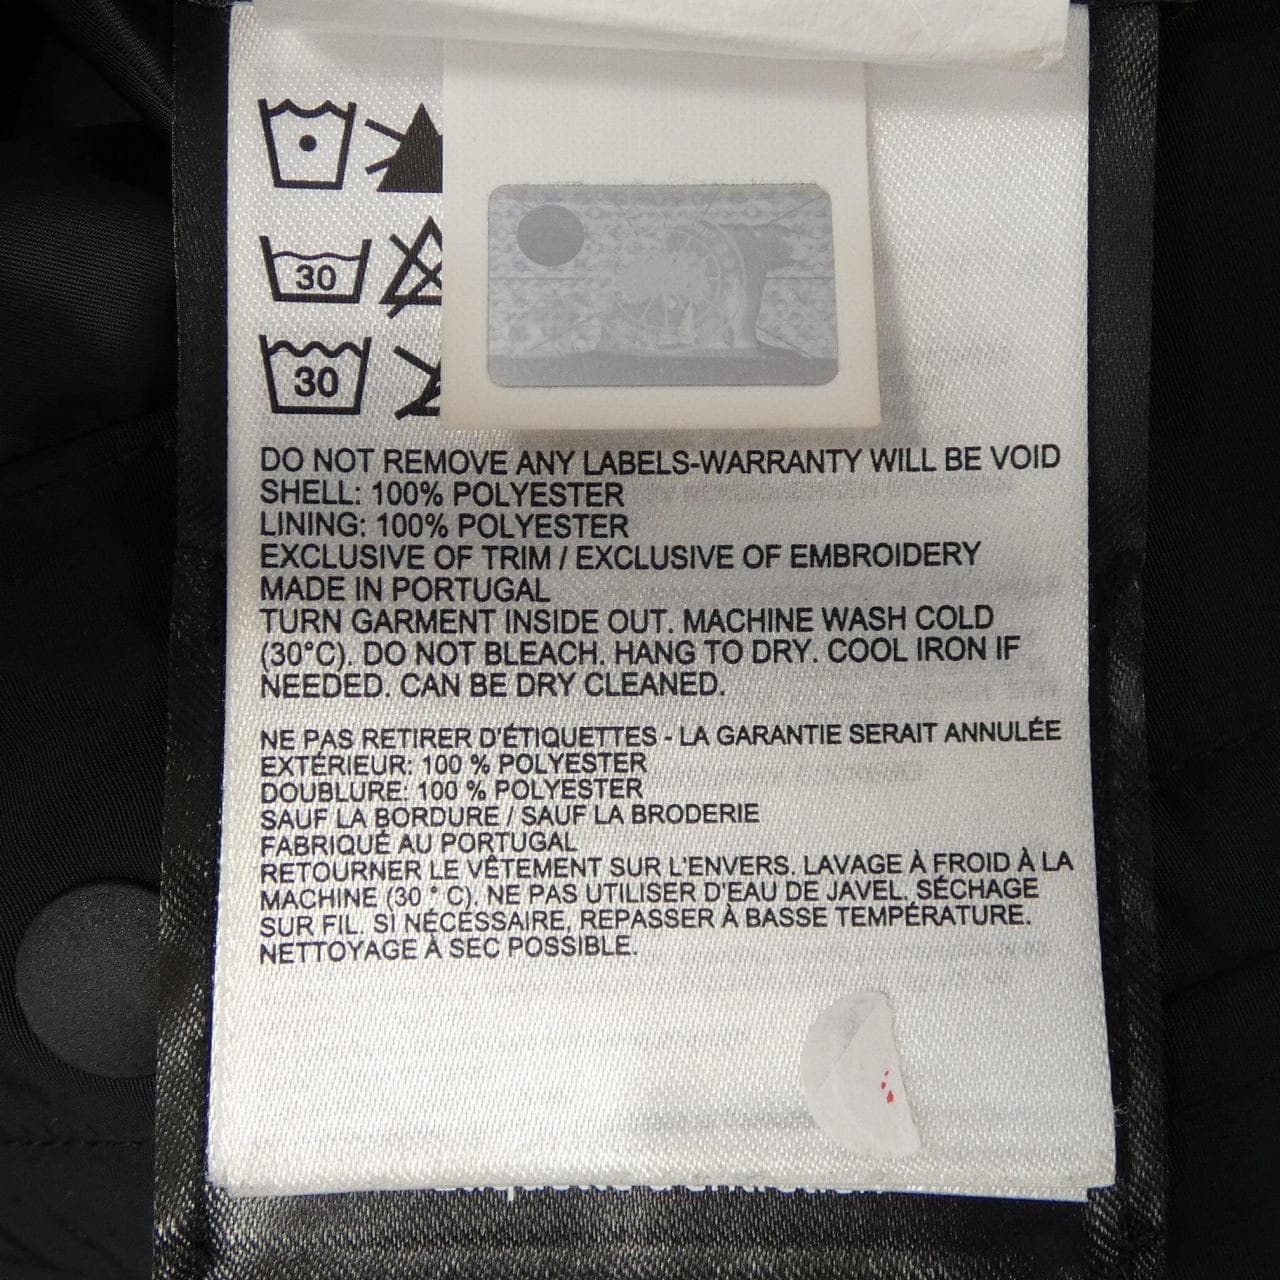 30
30
DO NOT REMOVE ANY LABELS-WARRANTY WILL BE VOID
SHELL: 100% POLYESTER
LINING: 100% POLYESTER
EXCLUSIVE OF TRIM / EXCLUSIVE OF EMBROIDERY
MADE IN PORTUGAL
TURN GARMENT INSIDE OUT. MACHINE WASH COLD
(30°C). DO NOT BLEACH. HANG TO DRY. COOL IRON IF
NEEDED. CAN BE DRY CLEANED.
NE PAS RETIRER D'ÉTIQUETTES - LA GARANTIE SERAIT ANNULÉE
EXTÉRIEUR: 100 % POLYESTER
DOUBLURE: 100 % POLYESTER
SAUF LA BORDURE / SAUF LA BRODERIE
FABRIQUÉ AU PORTUGAL
RETOURNER LE VÊTEMENT SUR L'ENVERS. LAVAGE À FROID À LA
MACHINE (30 ° C). NE PAS UTILISER D'EAU DE JAVEL. SÉCHAGE
SUR FIL. SI NÉCESSAIRE, REPASSER À BASSE TEMPÉRATURE.
NETTOYAGE À SEC POSSIBLE.